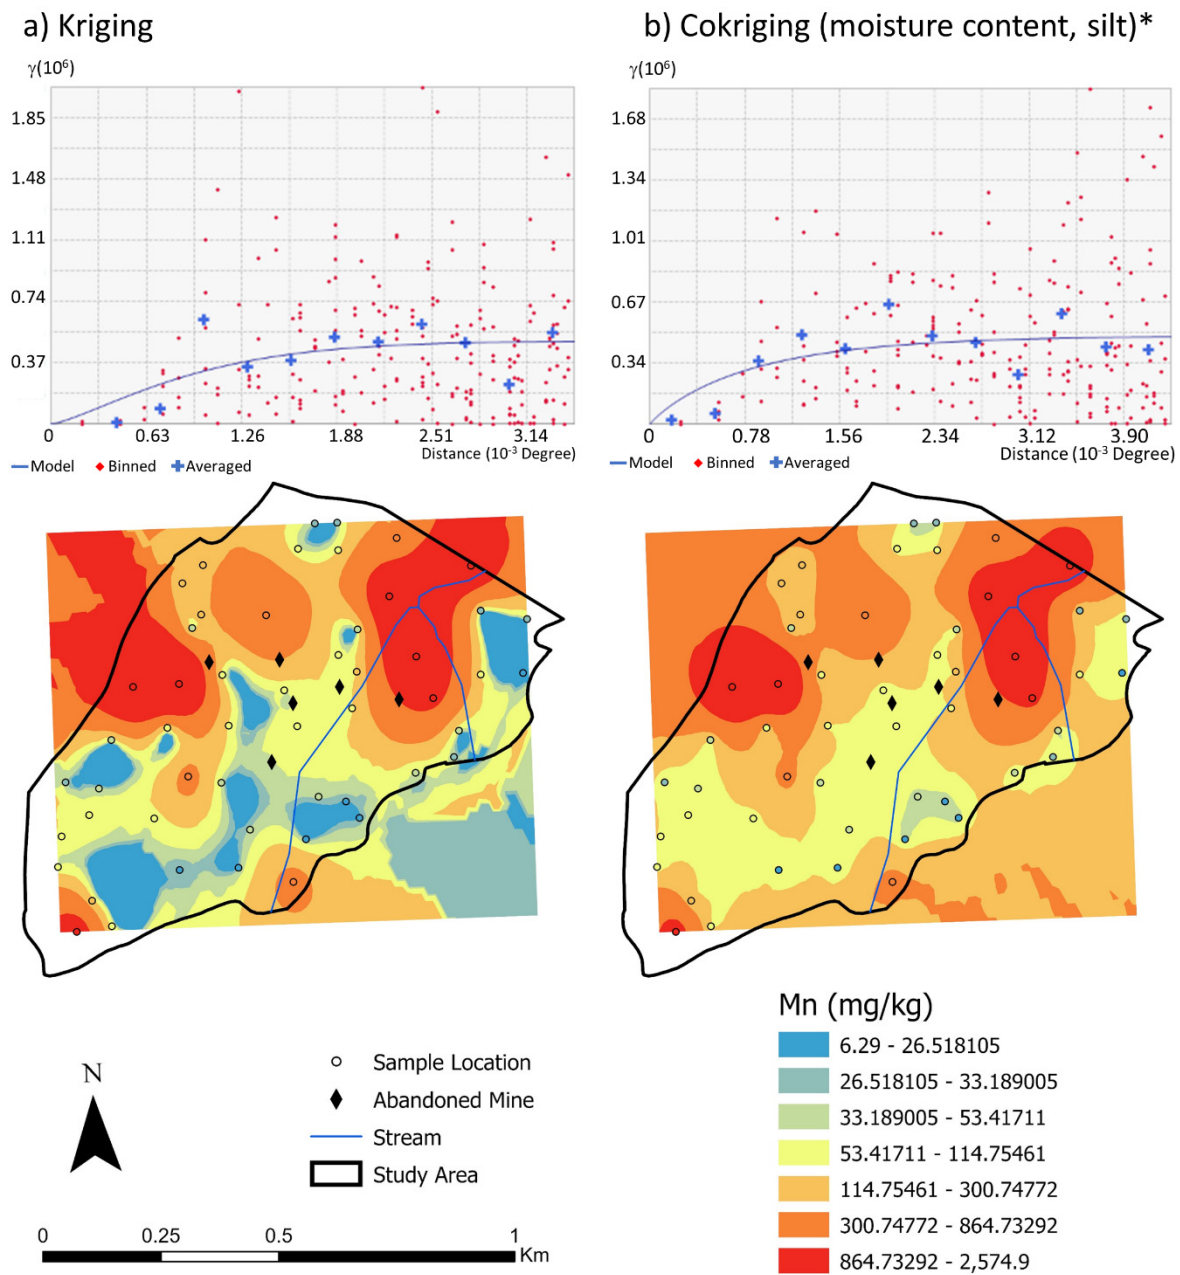 a) Kriging
b) Cokriging (moisture content, silt)*
γ(10⁶)
1.85
1.48
1.11
0.74
0.37
0 0.63 1.26 1.88 2.51 3.14
Distance (10⁻³ Degree)
Model Binned Averaged
γ(10⁶)
1.68
1.34
1.01
0.67
0.34
0 0.78 1.56 2.34 3.12 3.90
Distance (10⁻³ Degree)
Model Binned Averaged
N
Sample Location
Abandoned Mine
Stream
Study Area
0 0.25 0.5 1
Km
Mn (mg/kg)
6.29 - 26.518105
26.518105 - 33.189005
33.189005 - 53.41711
53.41711 - 114.75461
114.75461 - 300.74772
300.74772 - 864.73292
864.73292 - 2,574.9